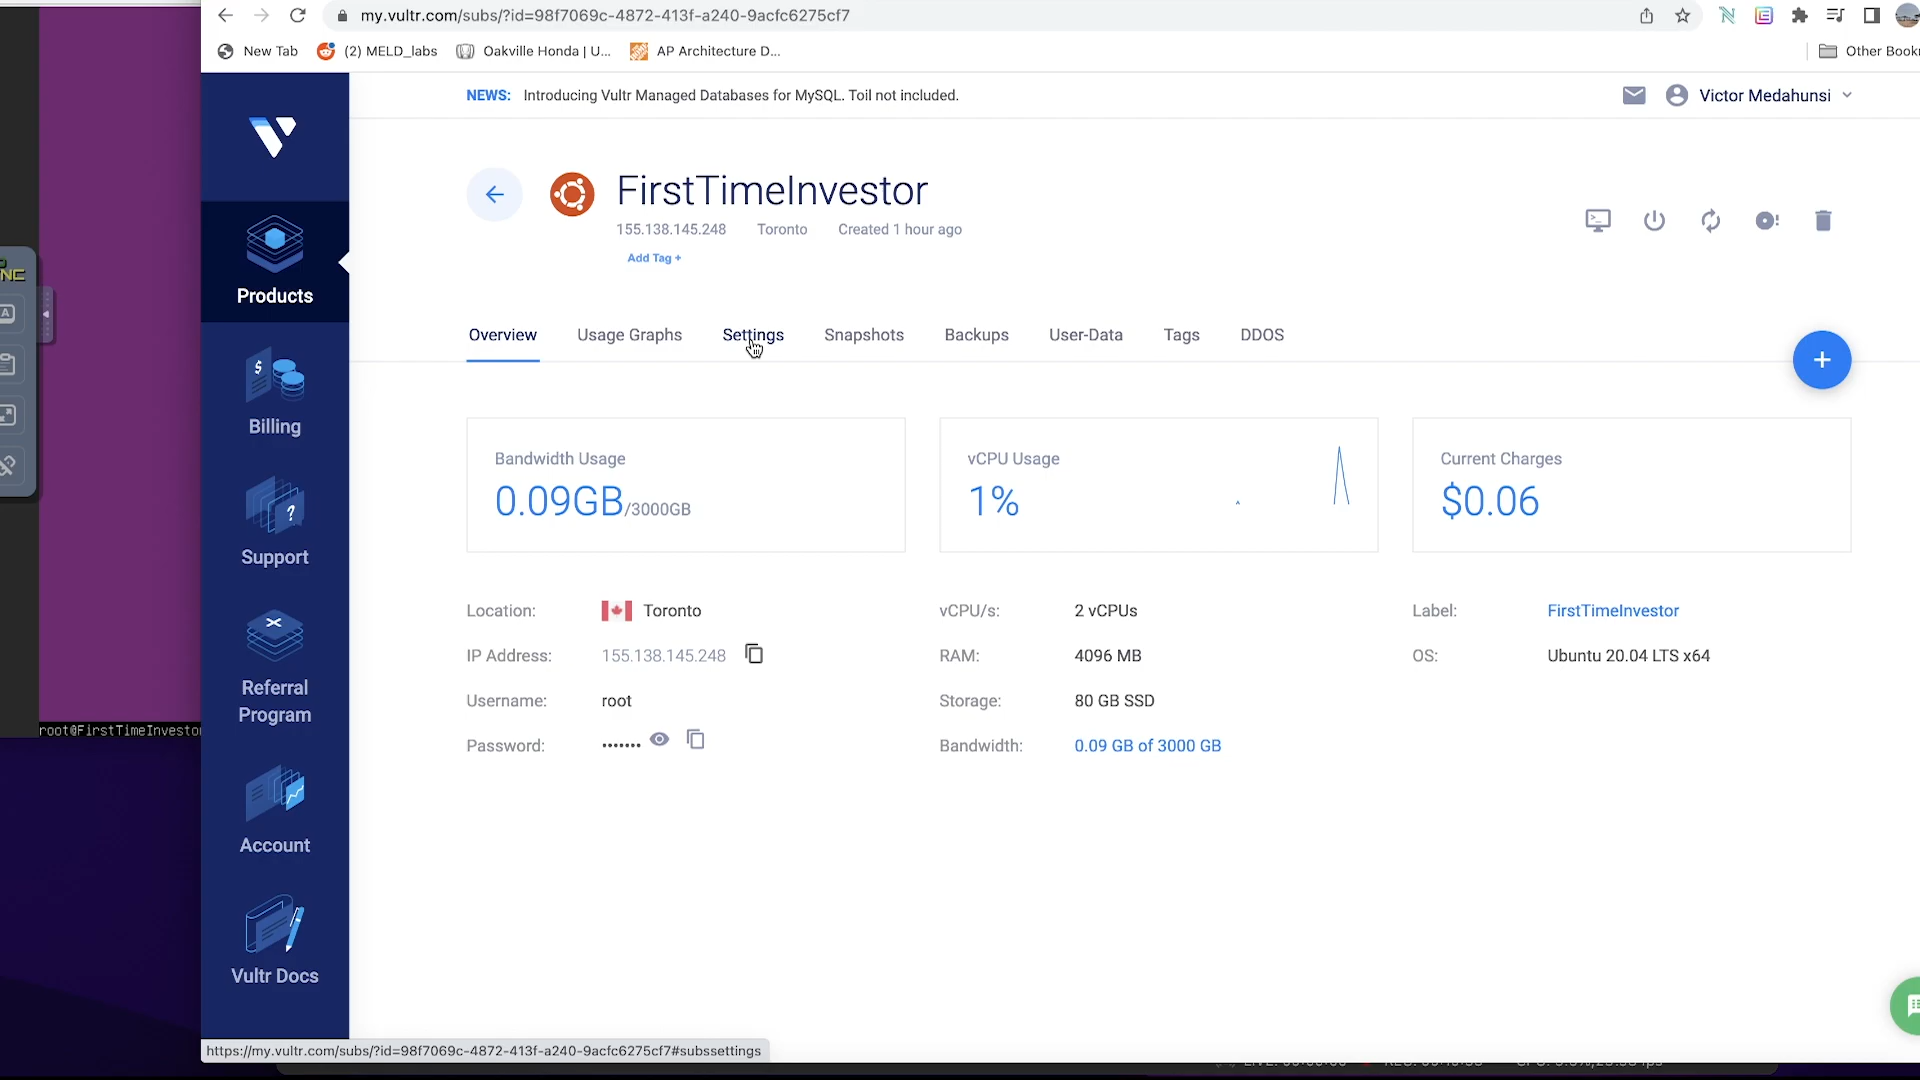 my.vultr.com/subs/?id=98f7069c-4872-413f-a240-9acfc6275cf7
New Tab
(2) MELD_labs
Oakville Honda | U...
AP Architecture D...
Other Bookr
NEWS: Introducing Vultr Managed Databases for MySQL. Toil not included.
Victor Medahunsi
FirstTimeInvestor
155.138.145.248 Toronto Created 1 hour ago
Add Tag +
NC
A
Products
Billing
Support
Referral
Program
Account
Vultr Docs
Overview Usage Graphs Settings Snapshots Backups User-Data Tags DDOS
+
Bandwidth Usage
0.09GB/3000GB
vCPU Usage
1%
Current Charges
$0.06
Location: Toronto
IP Address: 155.138.145.248
Username: root
Password: •••••••
vCPU/s: 2 vCPUs
RAM: 4096 MB
Storage: 80 GB SSD
Bandwidth: 0.09 GB of 3000 GB
Label: FirstTimeInvestor
OS: Ubuntu 20.04 LTS x64
root@FirstTimeInvesto
https://my.vultr.com/subs/?id=98f7069c-4872-413f-a240-9acfc6275cf7#subssettings